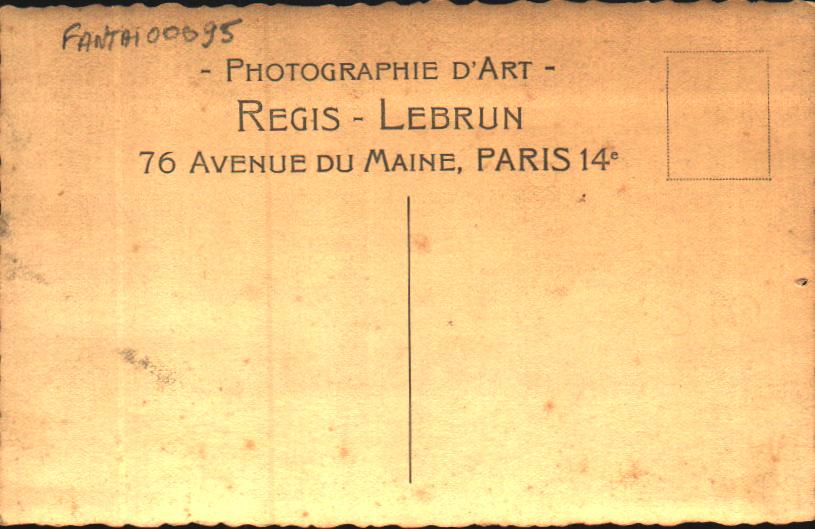 FANTAI00095
- PHOTOGRAPHIE D'ART -
REGIS - LEBRUN
76 AVENUE DU MAINE, PARIS 14e